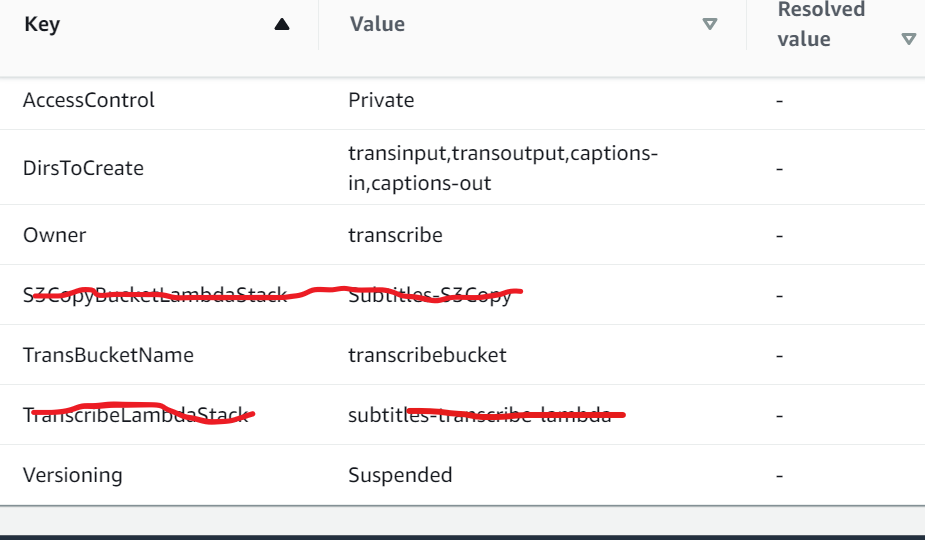 Key Value Resolved
value
AccessControl Private -
DirsToCreate transinput,transoutput,captions-
in,captions-out -
Owner transcribe -
S3CopyBucketLambdaStack Subtitles-S3Copy -
TransBucketName transcribebucket -
TranscribeLambdaStack subtitles-transcribe-lambda -
Versioning Suspended -